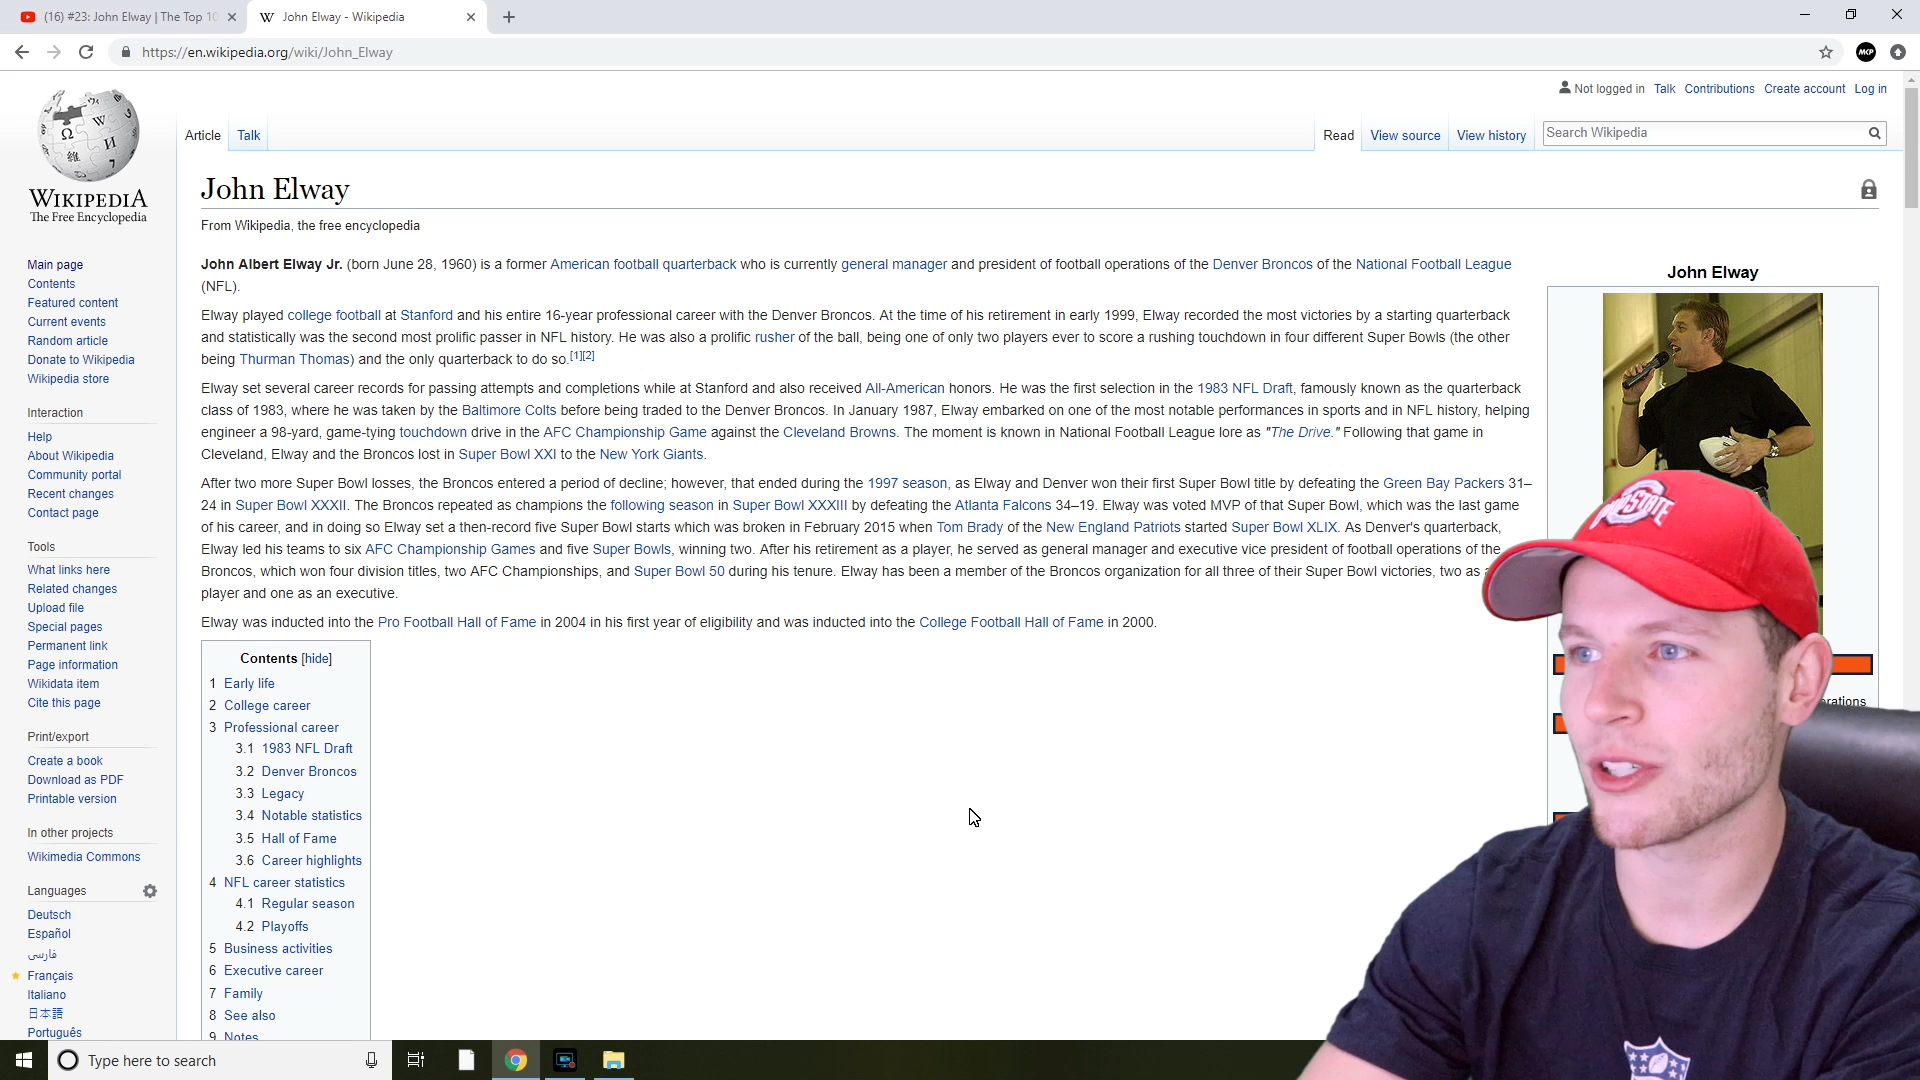 (16) #23: John Elway | The Top 10
John Elway - Wikipedia
https://en.wikipedia.org/wiki/John_Elway
MCP
Not logged in Talk Contributions Create account Log in
Article Talk
Read View source View history Search Wikipedia
WIKIPEDIA
The Free Encyclopedia
John Elway
From Wikipedia, the free encyclopedia
John Albert Elway Jr. (born June 28, 1960) is a former American football quarterback who is currently general manager and president of football operations of the Denver Broncos of the National Football League
(NFL).
Elway played college football at Stanford and his entire 16-year professional career with the Denver Broncos. At the time of his retirement in early 1999, Elway recorded the most victories by a starting quarterback
and statistically was the second most prolific passer in NFL history. He was also a prolific rusher of the ball, being one of only two players ever to score a rushing touchdown in four different Super Bowls (the other
being Thurman Thomas) and the only quarterback to do so.[1][2]
Elway set several career records for passing attempts and completions while at Stanford and also received All-American honors. He was the first selection in the 1983 NFL Draft, famously known as the quarterback
class of 1983, where he was taken by the Baltimore Colts before being traded to the Denver Broncos. In January 1987, Elway embarked on one of the most notable performances in sports and in NFL history, helping
engineer a 98-yard, game-tying touchdown drive in the AFC Championship Game against the Cleveland Browns. The moment is known in National Football League lore as "The Drive." Following that game in
Cleveland, Elway and the Broncos lost in Super Bowl XXI to the New York Giants.
After two more Super Bowl losses, the Broncos entered a period of decline; however, that ended during the 1997 season, as Elway and Denver won their first Super Bowl title by defeating the Green Bay Packers 31–
24 in Super Bowl XXXII. The Broncos repeated as champions the following season in Super Bowl XXXIII by defeating the Atlanta Falcons 34–19. Elway was voted MVP of that Super Bowl, which was the last game
of his career, and in doing so Elway set a then-record five Super Bowl starts which was broken in February 2015 when Tom Brady of the New England Patriots started Super Bowl XLIX. As Denver's quarterback,
Elway led his teams to six AFC Championship Games and five Super Bowls, winning two. After his retirement as a player, he served as general manager and executive vice president of football operations of the
Broncos, which won four division titles, two AFC Championships, and Super Bowl 50 during his tenure. Elway has been a member of the Broncos organization for all three of their Super Bowl victories, two as
player and one as an executive.
Elway was inducted into the Pro Football Hall of Fame in 2004 in his first year of eligibility and was inducted into the College Football Hall of Fame in 2000.
Contents [hide]
1 Early life
2 College career
3 Professional career
3.1 1983 NFL Draft
3.2 Denver Broncos
3.3 Legacy
3.4 Notable statistics
3.5 Hall of Fame
3.6 Career highlights
4 NFL career statistics
4.1 Regular season
4.2 Playoffs
5 Business activities
6 Executive career
7 Family
8 See also
9 Notes
Main page
Contents
Featured content
Current events
Random article
Donate to Wikipedia
Wikipedia store
Interaction
Help
About Wikipedia
Community portal
Recent changes
Contact page
Tools
What links here
Related changes
Upload file
Special pages
Permanent link
Page information
Wikidata item
Cite this page
Print/export
Create a book
Download as PDF
Printable version
In other projects
Wikimedia Commons
Languages
Deutsch
Español
فارسی
Français
Italiano
日本語
Português
John Elway
erations
STATE
NFL
Type here to search